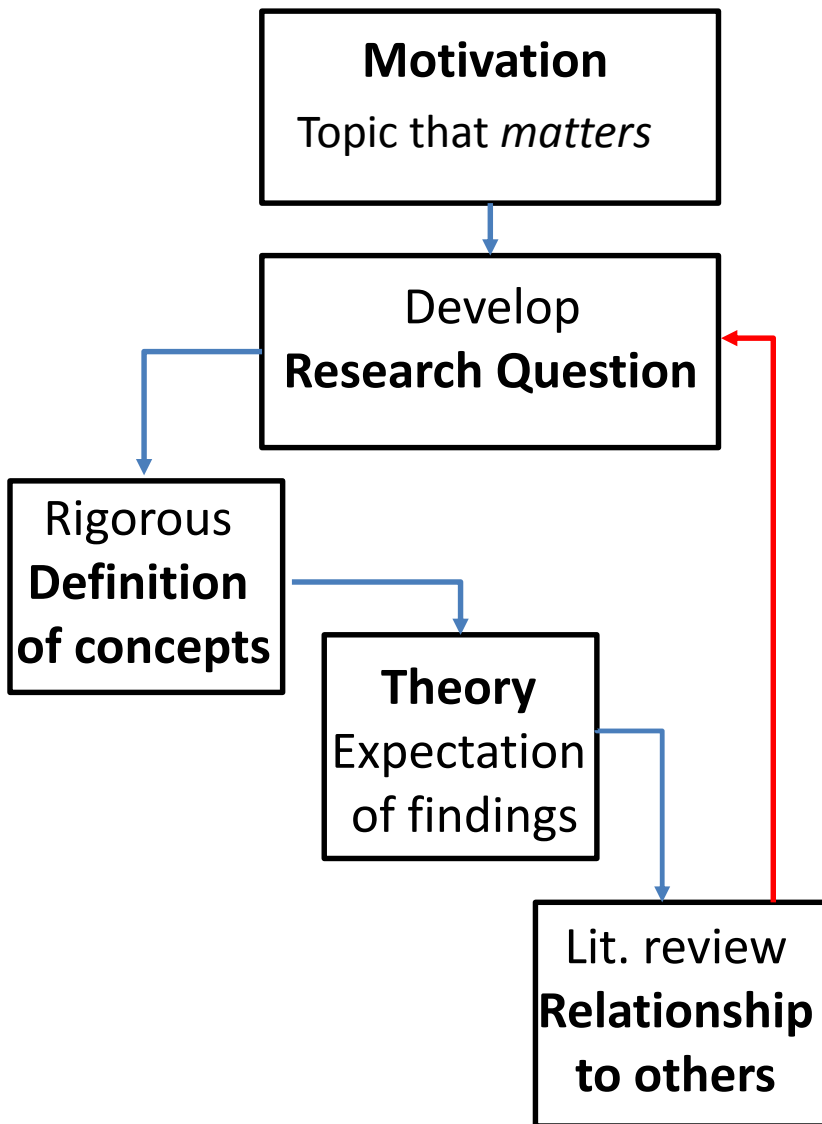 Motivation
Topic that matters
Develop
Research Question
Rigorous
Definition
of concepts
Theory
Expectation
of findings
Lit. review
Relationship
to others